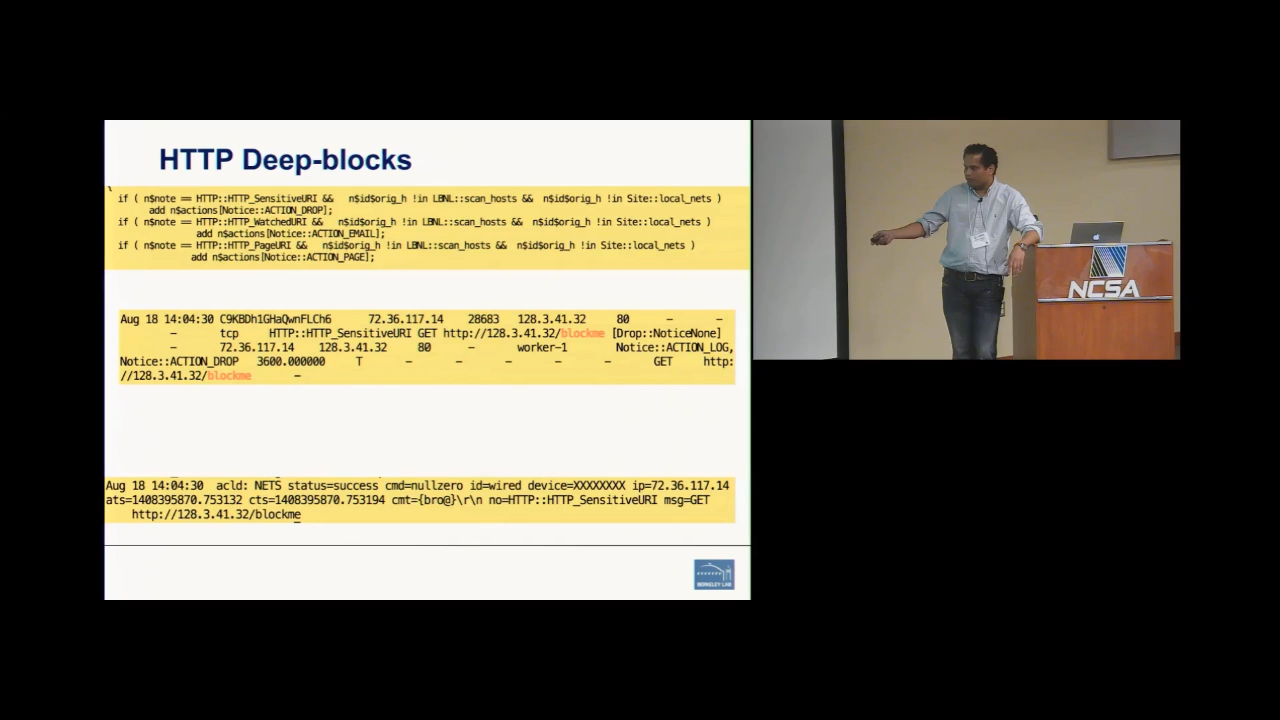 HTTP Deep-blocks
if ( n$note == HTTP::HTTP_SensitiveURI && n$id$orig_h !in LBNL::scan_hosts && n$id$orig_h !in Site::local_nets )
add n$actions[Notice::ACTION_DROP];
if ( n$note == HTTP::HTTP_WatchedURI && n$id$orig_h !in LBNL::scan_hosts && n$id$orig_h !in Site::local_nets )
add n$actions[Notice::ACTION_EMAIL];
if ( n$note == HTTP::HTTP_PageURI && n$id$orig_h !in LBNL::scan_hosts && n$id$orig_h !in Site::local_nets )
add n$actions[Notice::ACTION_PAGE];
Aug 18 14:04:30 C9KBDh1GHaQwnFLCh6 72.36.117.14 28683 128.3.41.32 80 – –
– tcp HTTP::HTTP_SensitiveURI GET http://128.3.41.32/blockme [Drop::NoticeNone]
– 72.36.117.14 128.3.41.32 80 – worker-1 Notice::ACTION_LOG,
Notice::ACTION_DROP 3600.000000 T – – – – – GET http:
//128.3.41.32/blockme –
Aug 18 14:04:30 acld: NETS status=success cmd=nullzero id=wired device=XXXXXXXX ip=72.36.117.14
ats=1408395870.753132 cts=1408395870.753194 cmt={bro@}\r\n no=HTTP::HTTP_SensitiveURI msg=GET
http://128.3.41.32/blockme
BERKELEY LAB
NCSA